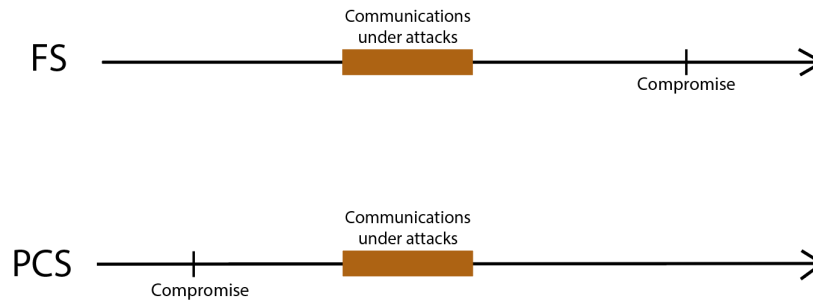 Communications
under attacks
FS
Compromise
Communications
under attacks
PCS
Compromise